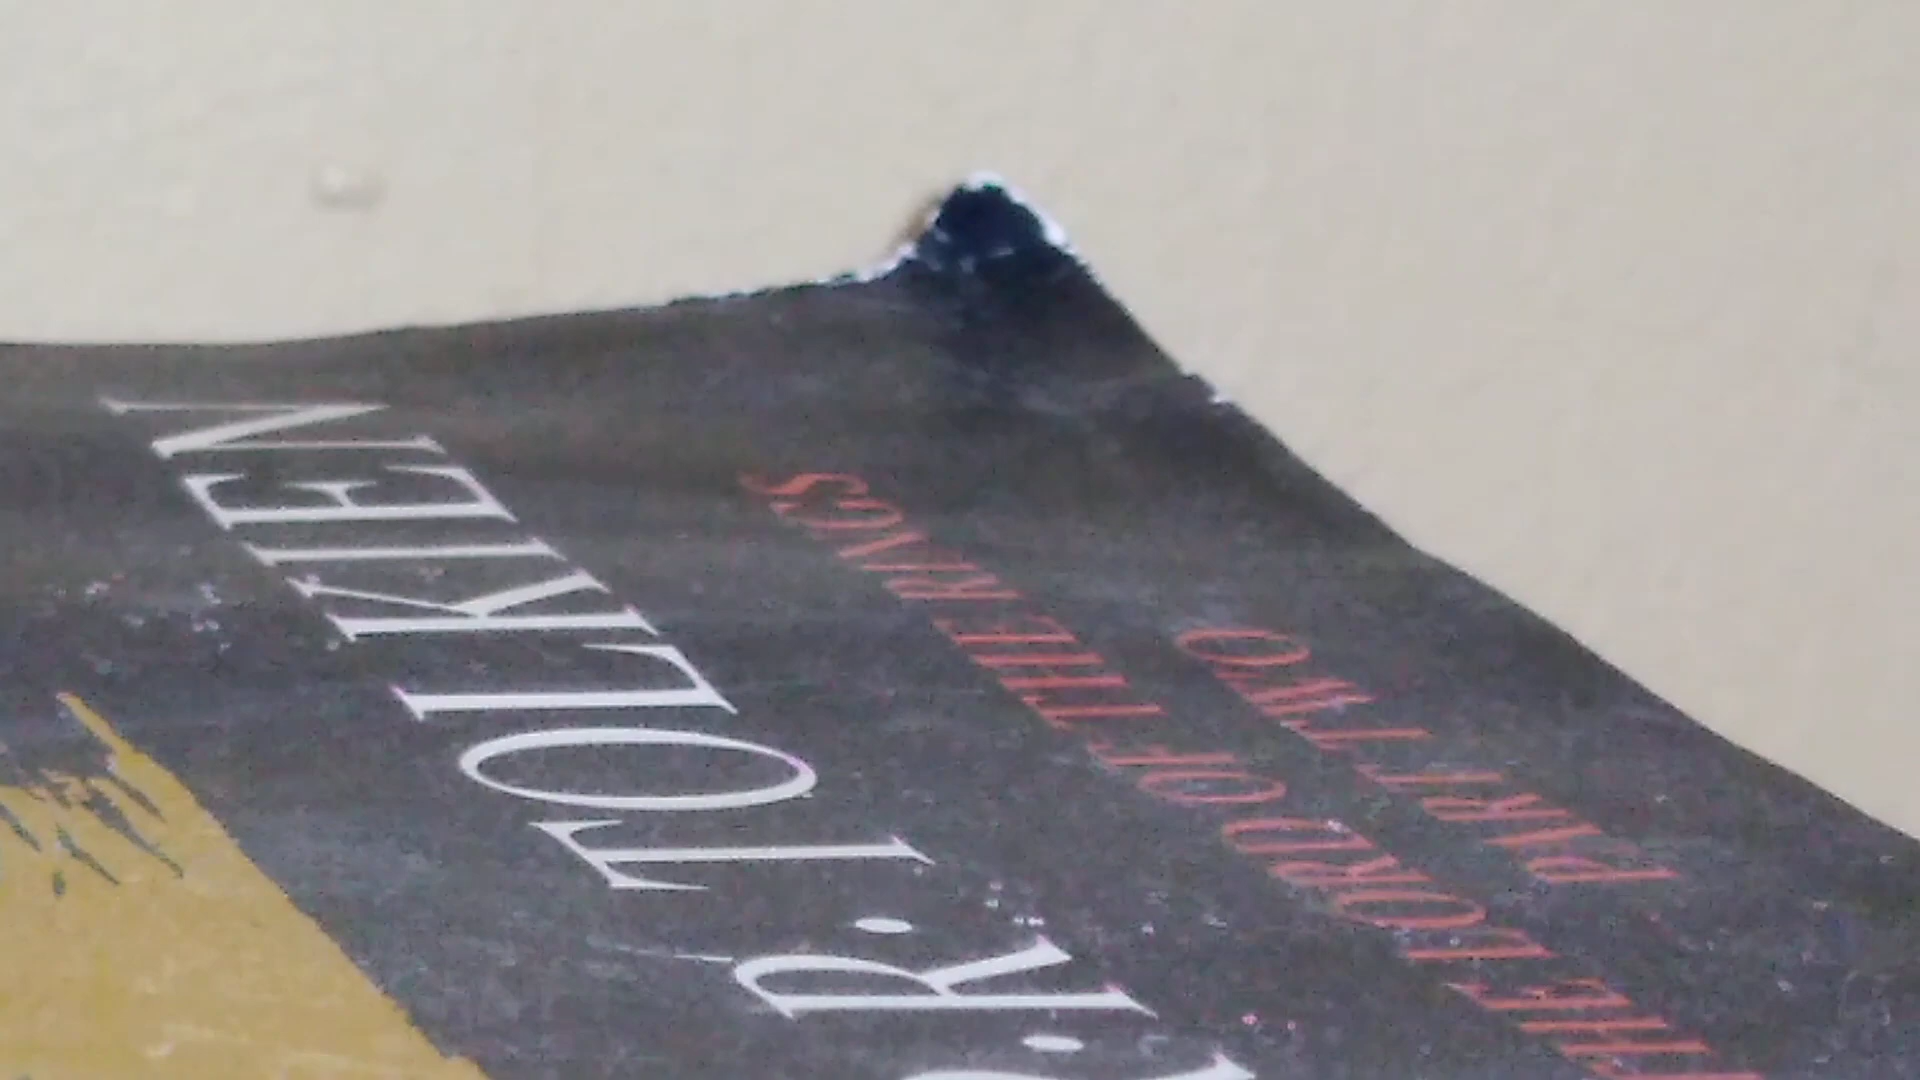 R·TOLKIEN
THE LORD OF THE RINGS
PART TWO